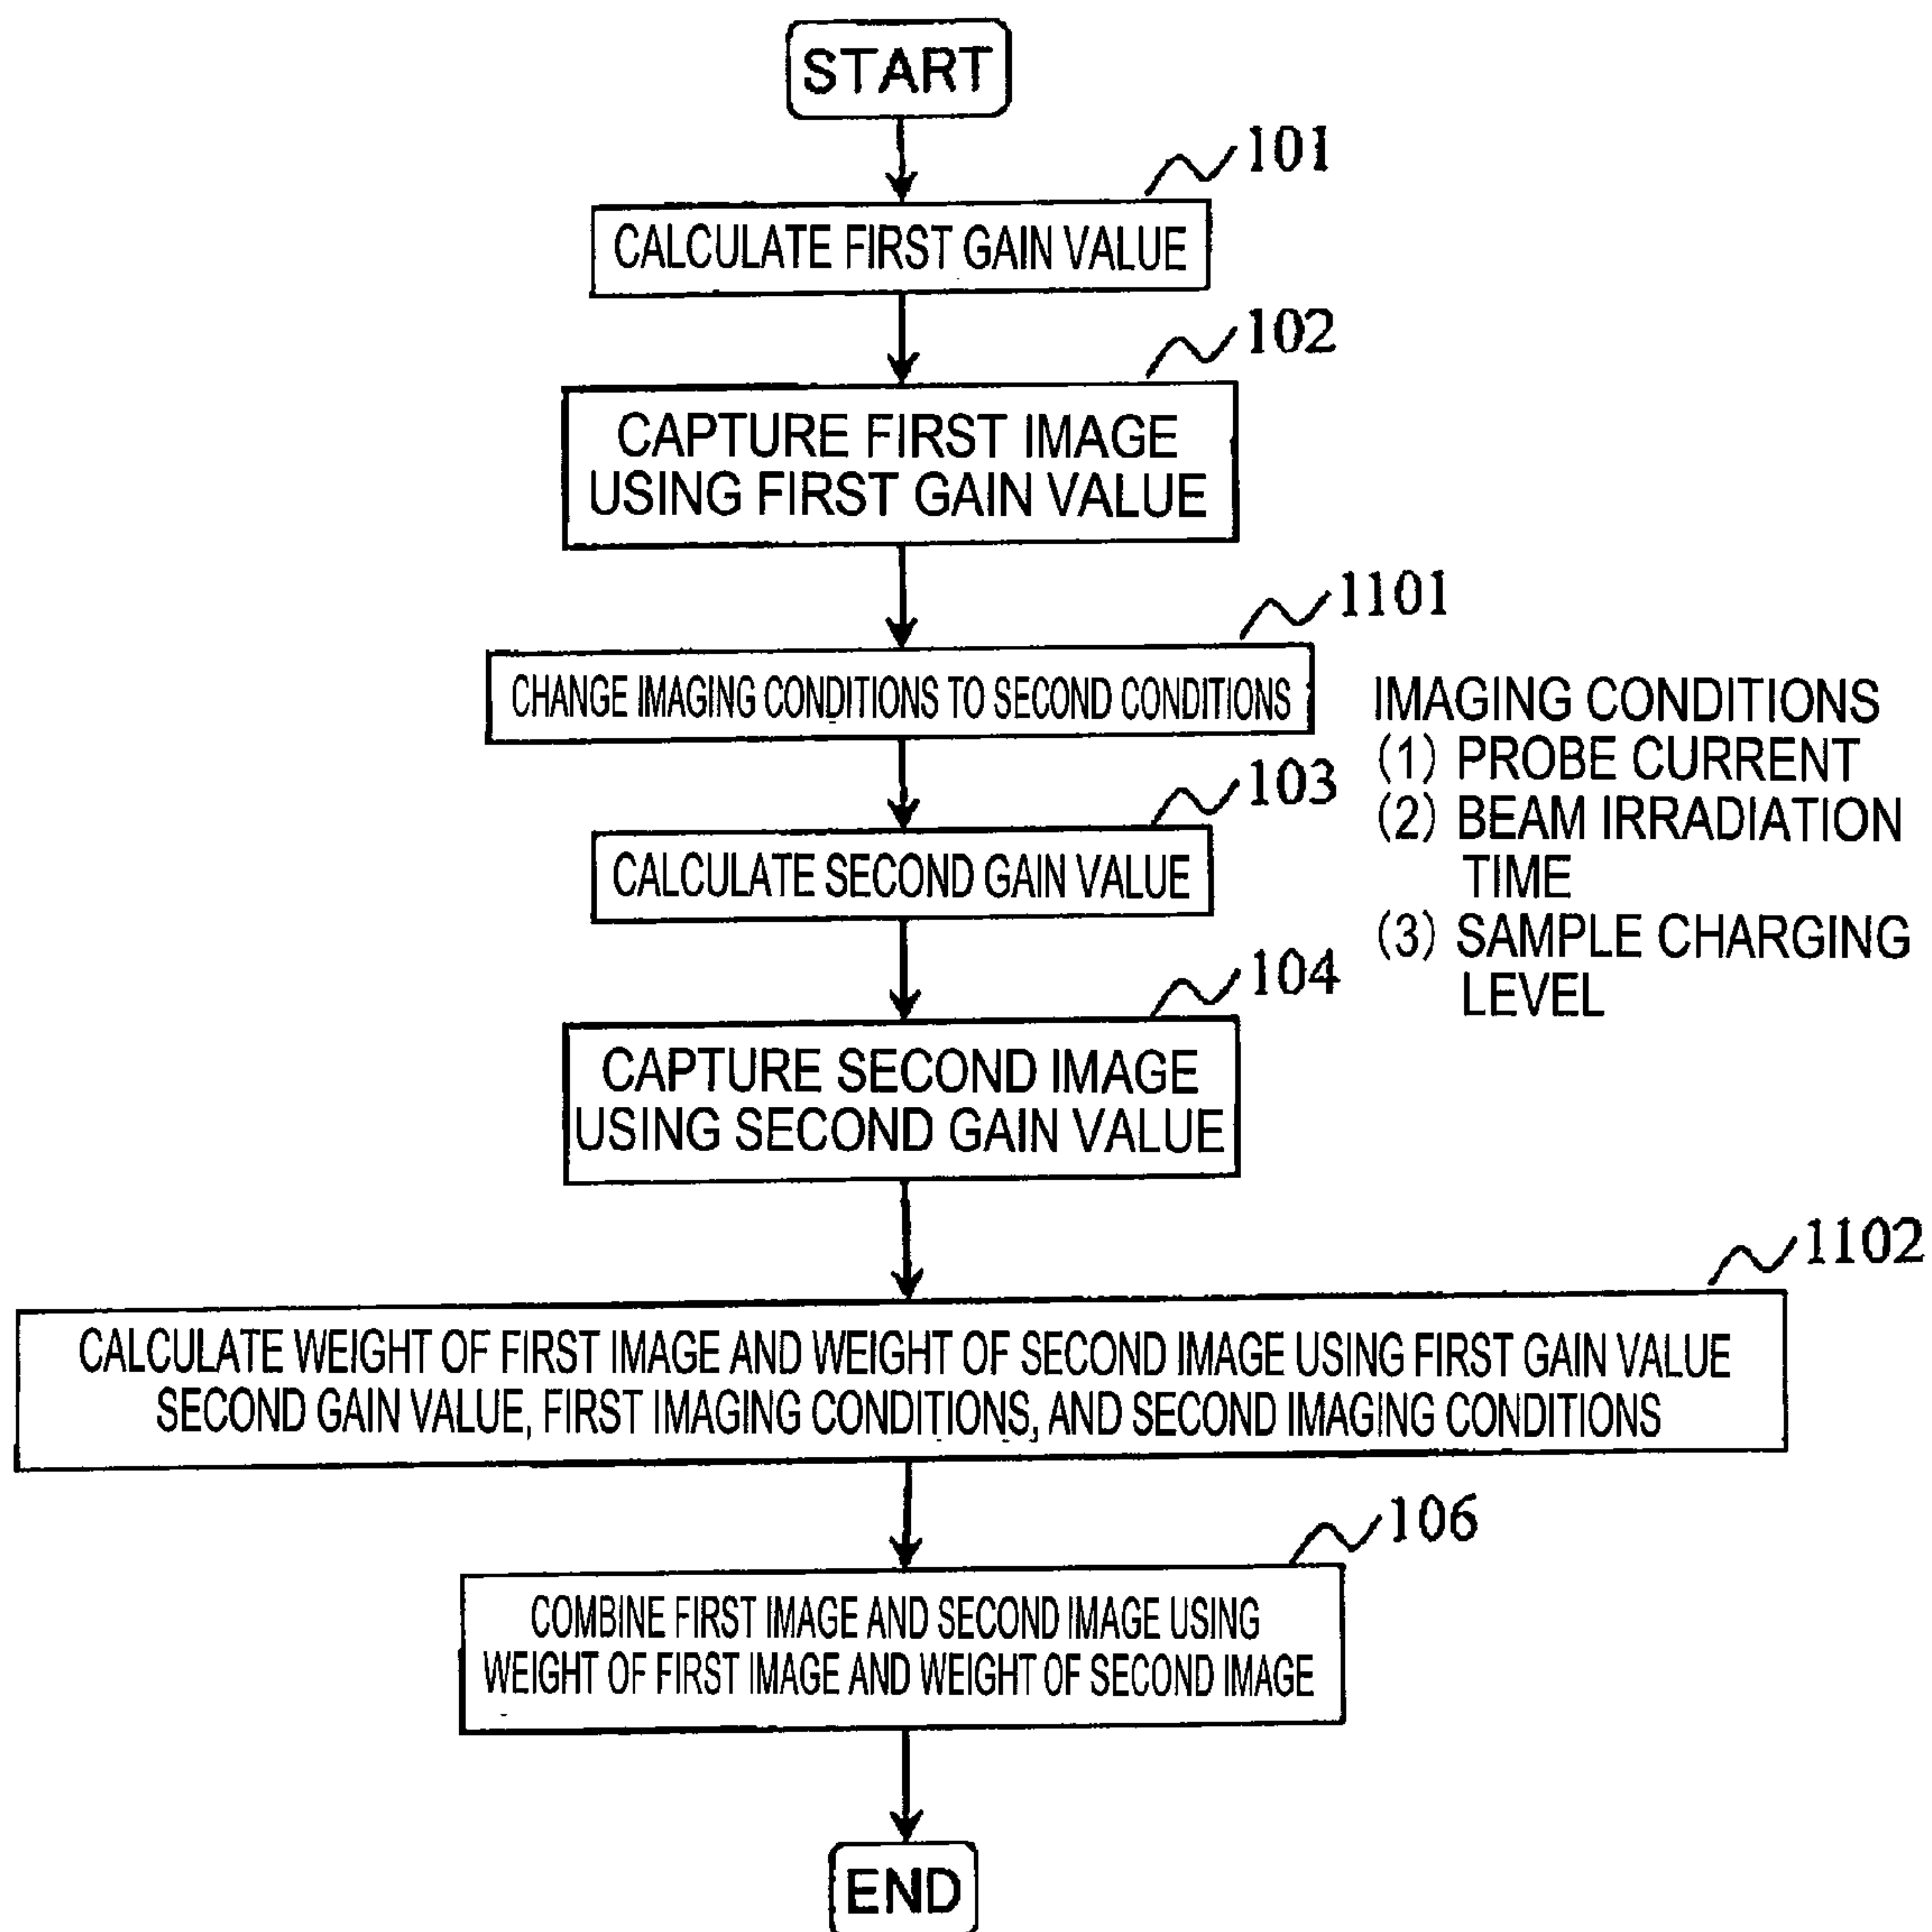 START
101
CALCULATE FIRST GAIN VALUE
102
CAPTURE FIRST IMAGE
USING FIRST GAIN VALUE
1101
CHANGE IMAGING CONDITIONS TO SECOND CONDITIONS
IMAGING CONDITIONS
(1) PROBE CURRENT
(2) BEAM IRRADIATION
TIME
(3) SAMPLE CHARGING
LEVEL
103
CALCULATE SECOND GAIN VALUE
104
CAPTURE SECOND IMAGE
USING SECOND GAIN VALUE
1102
CALCULATE WEIGHT OF FIRST IMAGE AND WEIGHT OF SECOND IMAGE USING FIRST GAIN VALUE
SECOND GAIN VALUE, FIRST IMAGING CONDITIONS, AND SECOND IMAGING CONDITIONS
106
COMBINE FIRST IMAGE AND SECOND IMAGE USING
WEIGHT OF FIRST IMAGE AND WEIGHT OF SECOND IMAGE
END